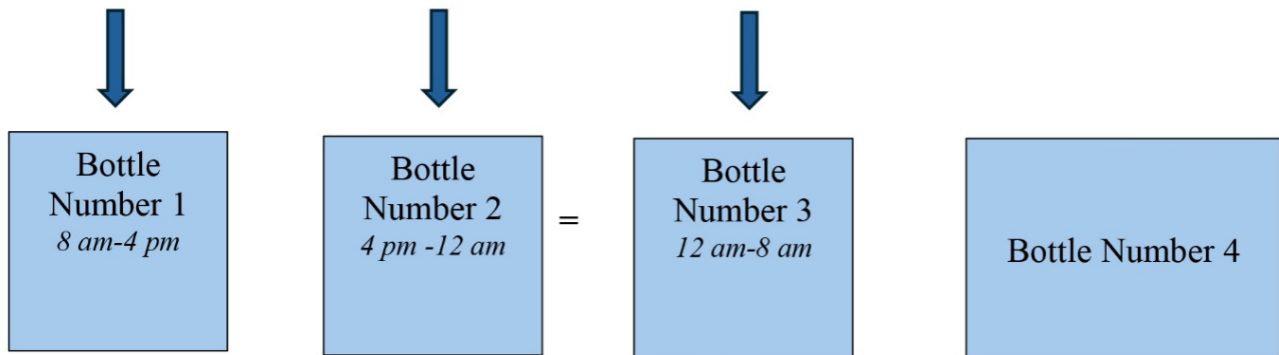 Bottle
Number 1
8 am-4 pm
Bottle
Number 2
4 pm -12 am
=
Bottle
Number 3
12 am-8 am
Bottle Number 4